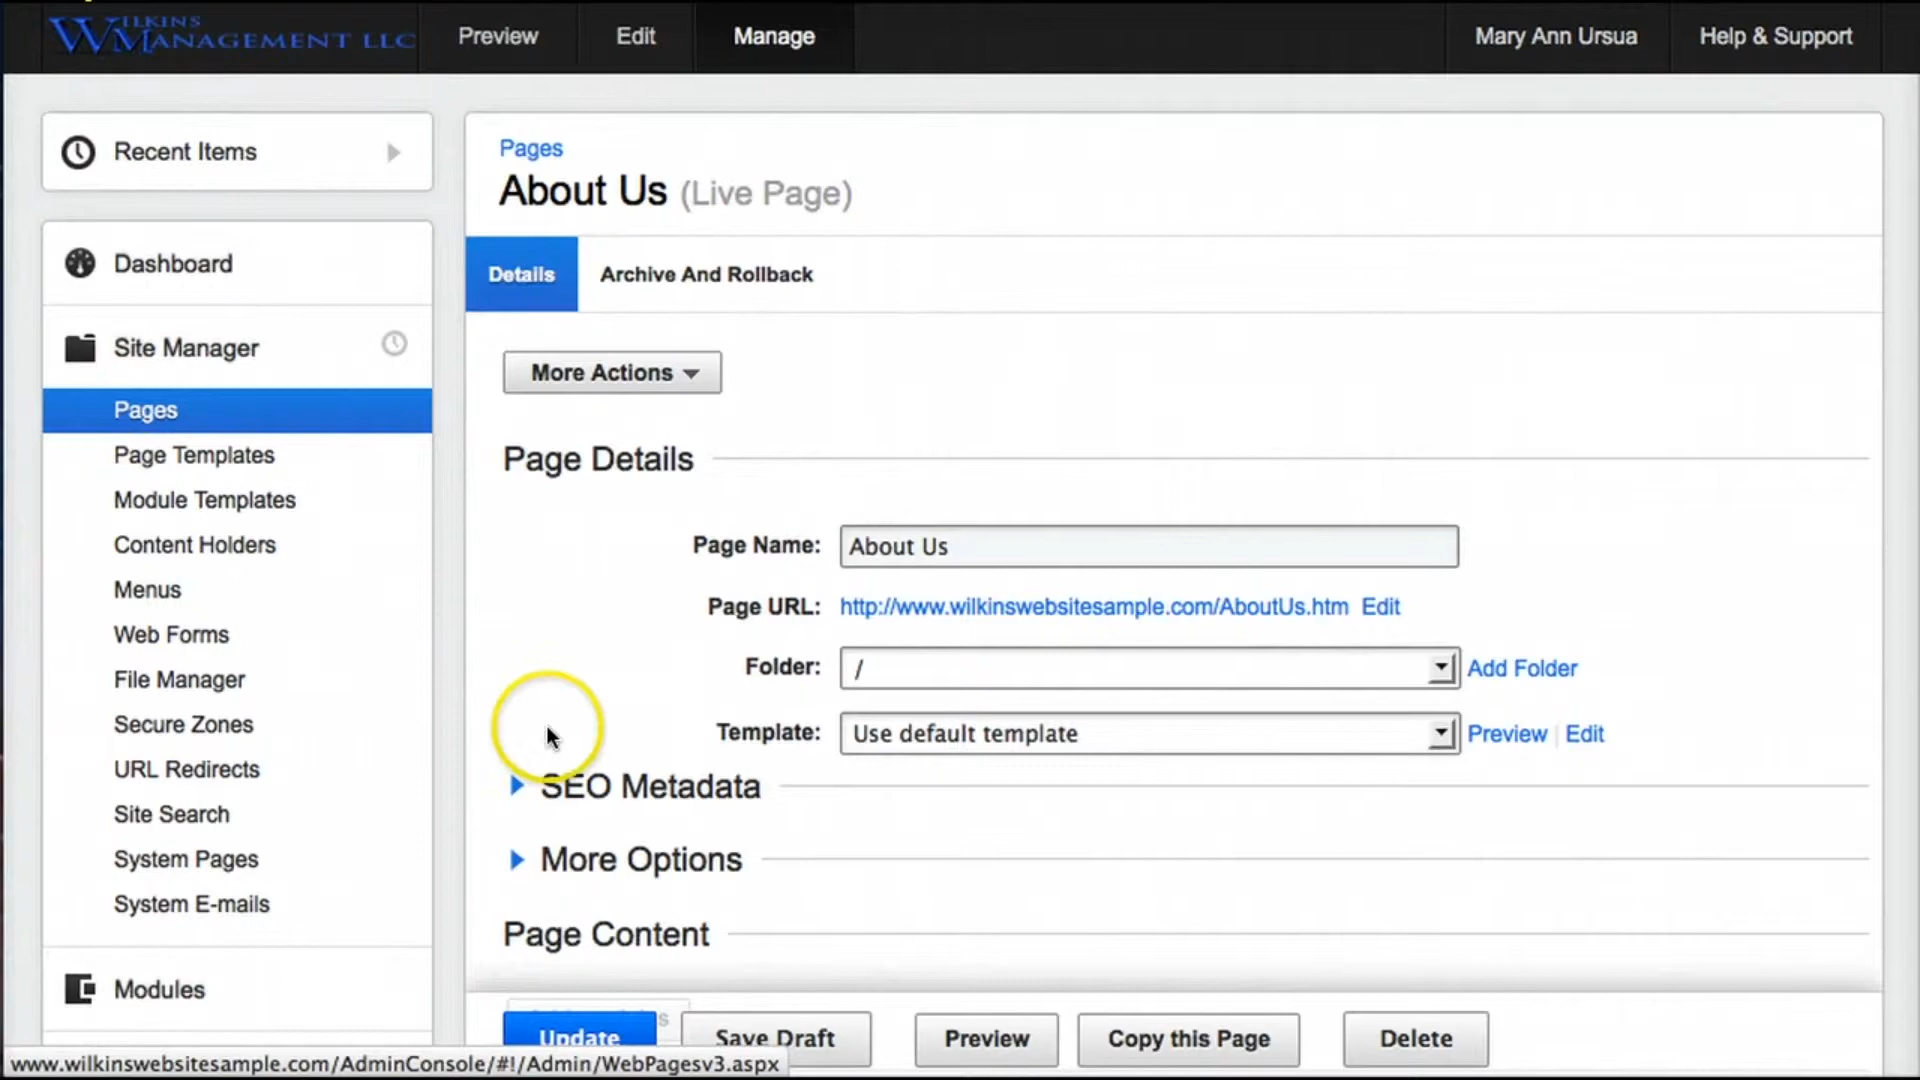 WILKINS MANAGEMENT LLC
Preview
Edit
Manage
Mary Ann Ursua
Help & Support
Recent Items
Dashboard
Site Manager
Pages
Page Templates
Module Templates
Content Holders
Menus
Web Forms
File Manager
Secure Zones
URL Redirects
Site Search
System Pages
System E-mails
Modules
Pages
About Us (Live Page)
Details
Archive And Rollback
More Actions
Page Details
Page Name: About Us
Page URL: http://www.wilkinswebsitesample.com/AboutUs.htm Edit
Folder: / Add Folder
Template: Use default template Preview | Edit
SEO Metadata
More Options
Page Content
Update
Save Draft
Preview
Copy this Page
Delete
www.wilkinswebsitesample.com/AdminConsole/#!/Admin/WebPagesv3.aspx